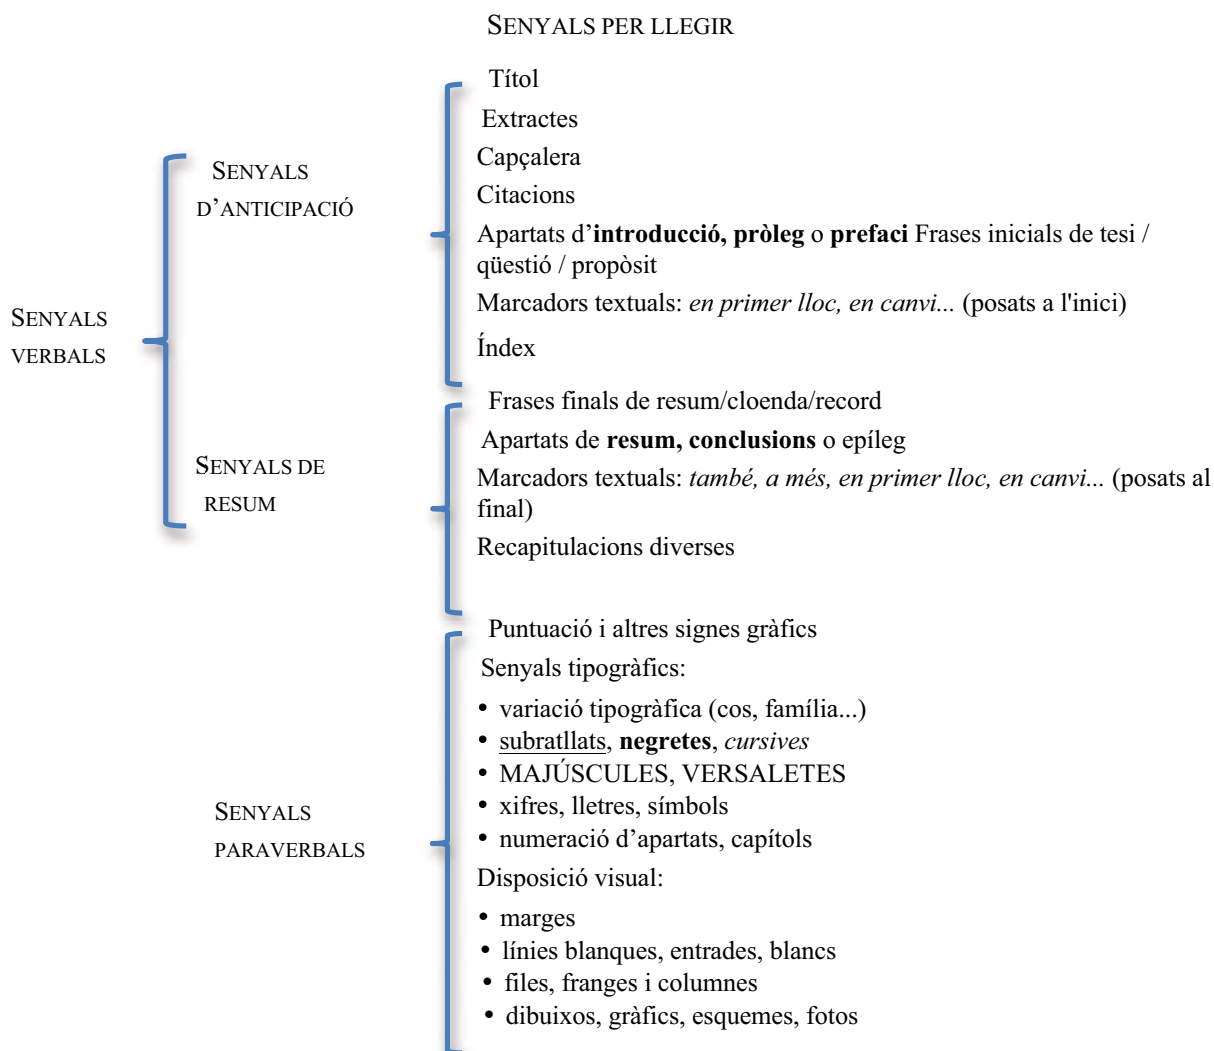 SENYALS PER LLEGIR
SENYALS
VERBALS
SENYALS
D’ANTICIPACIÓ
Títol
Extractes
Capçalera
Citacions
Apartats d’introducció, pròleg o prefaci Frases inicials de tesi /
qüestió / propòsit
Marcadors textuals: en primer lloc, en canvi... (posats a l'inici)
Índex
SENYALS DE
RESUM
Frases finals de resum/cloenda/record
Apartats de resum, conclusions o epíleg
Marcadors textuals: també, a més, en primer lloc, en canvi... (posats al
final)
Recapitulacions diverses
SENYALS
PARAVERBALS
Puntuació i altres signes gràfics
Senyals tipogràfics:
• variació tipogràfica (cos, família...)
• subratllats, negretes, cursives
• MAJÚSCULES, VERSALETES
• xifres, lletres, símbols
• numeració d’apartats, capítols
Disposició visual:
• marges
• línies blanques, entrades, blancs
• files, franges i columnes
• dibuixos, gràfics, esquemes, fotos